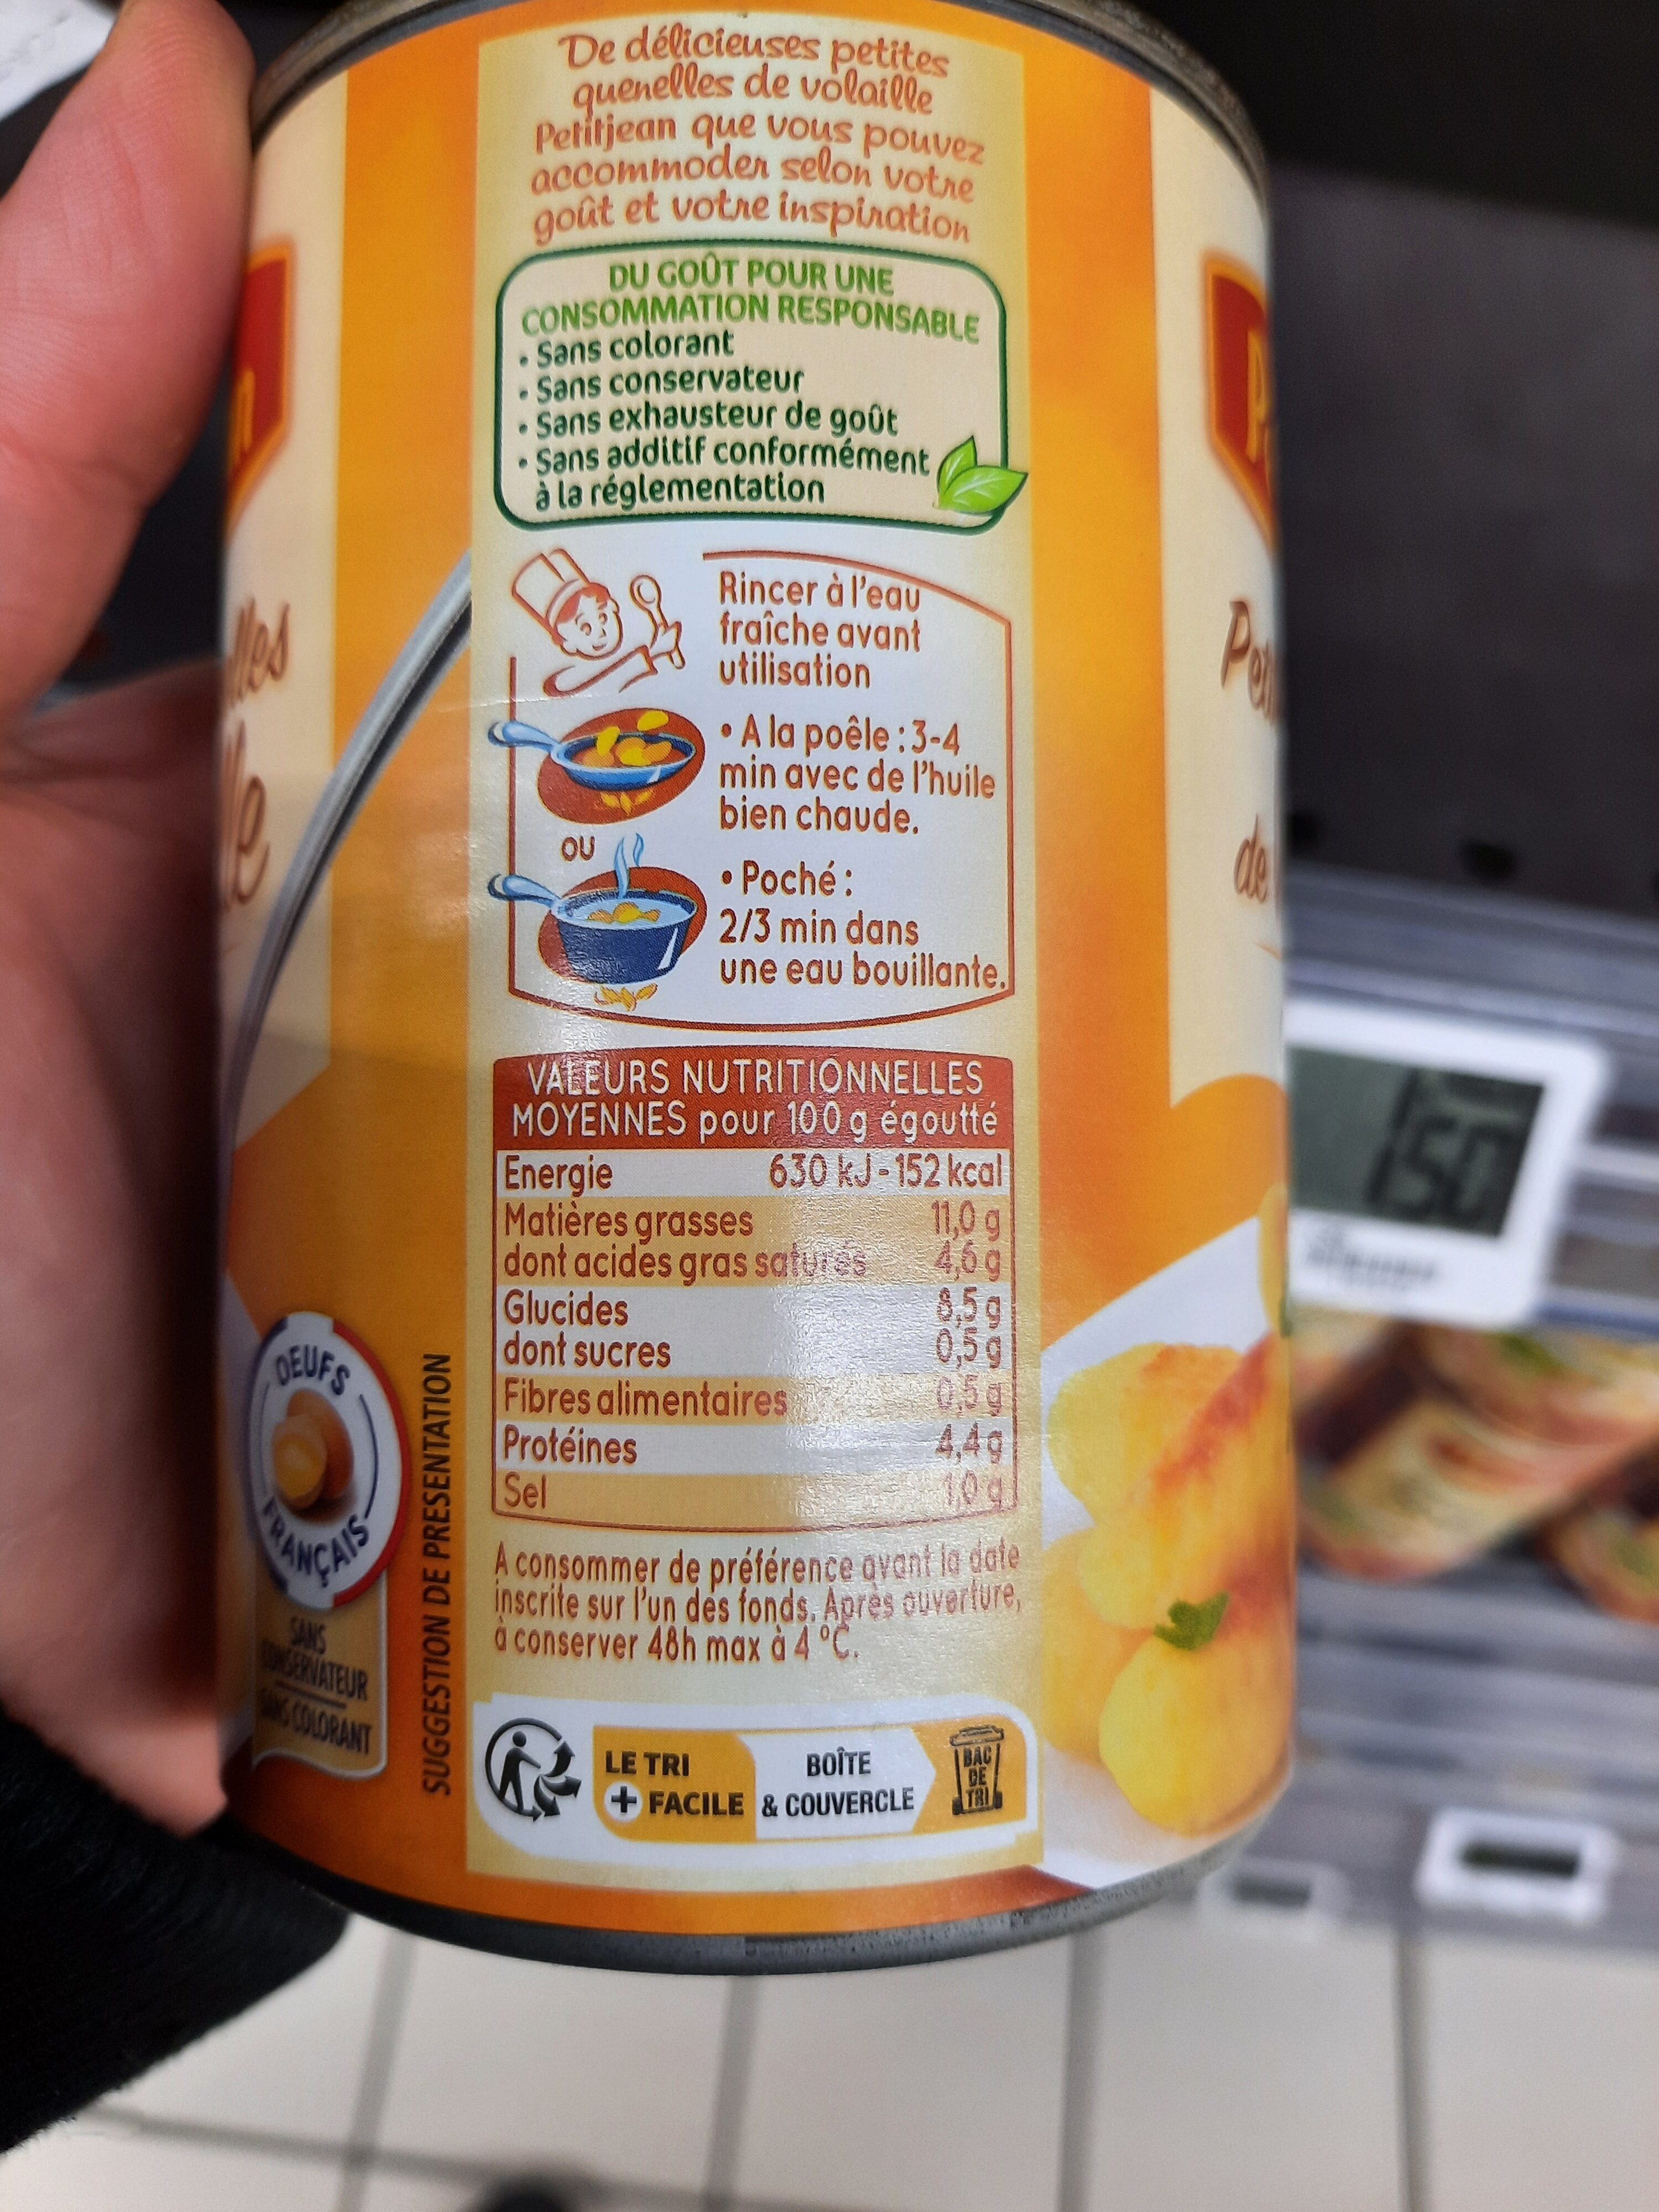 De délicieuses petites
quenelles de volaille
Petitjean que vous pouvez
accommoder selon votre
goût et votre inspiration
DU GOÛT POUR UNE
CONSOMMATION RESPONSABLE
• Sans colorant
• Sans conservateur
• Sans exhausteur de goût
• Sans additif conformément
à la réglementation
Rincer à l'eau
fraîche avant
utilisation
• A la poêle : 3-4
min avec de l'huile
bien chaude.
OU
• Poché :
2/3 min dans
une eau bouillante.
VALEURS NUTRITIONNELLES
MOYENNES pour 100 g égoutté
Energie 630 kJ - 152 kcal
Matières grasses 11,0 g
dont acides gras saturés 4,6 g
Glucides 8,5 g
dont sucres 0,5 g
Fibres alimentaires 0,5 g
Protéines 4,4 g
Sel 1,0 g
A consommer de préférence avant la date
inscrite sur l'un des fonds. Après ouverture,
à conserver 48h max à 4 °C.
LE TRI
+ FACILE
BOÎTE
& COUVERCLE
BAC
DE
TRI
OEUFS
FRANÇAIS
SANS
CONSERVATEUR
SANS COLORANT
SUGGESTION DE PRESENTATION
de
150